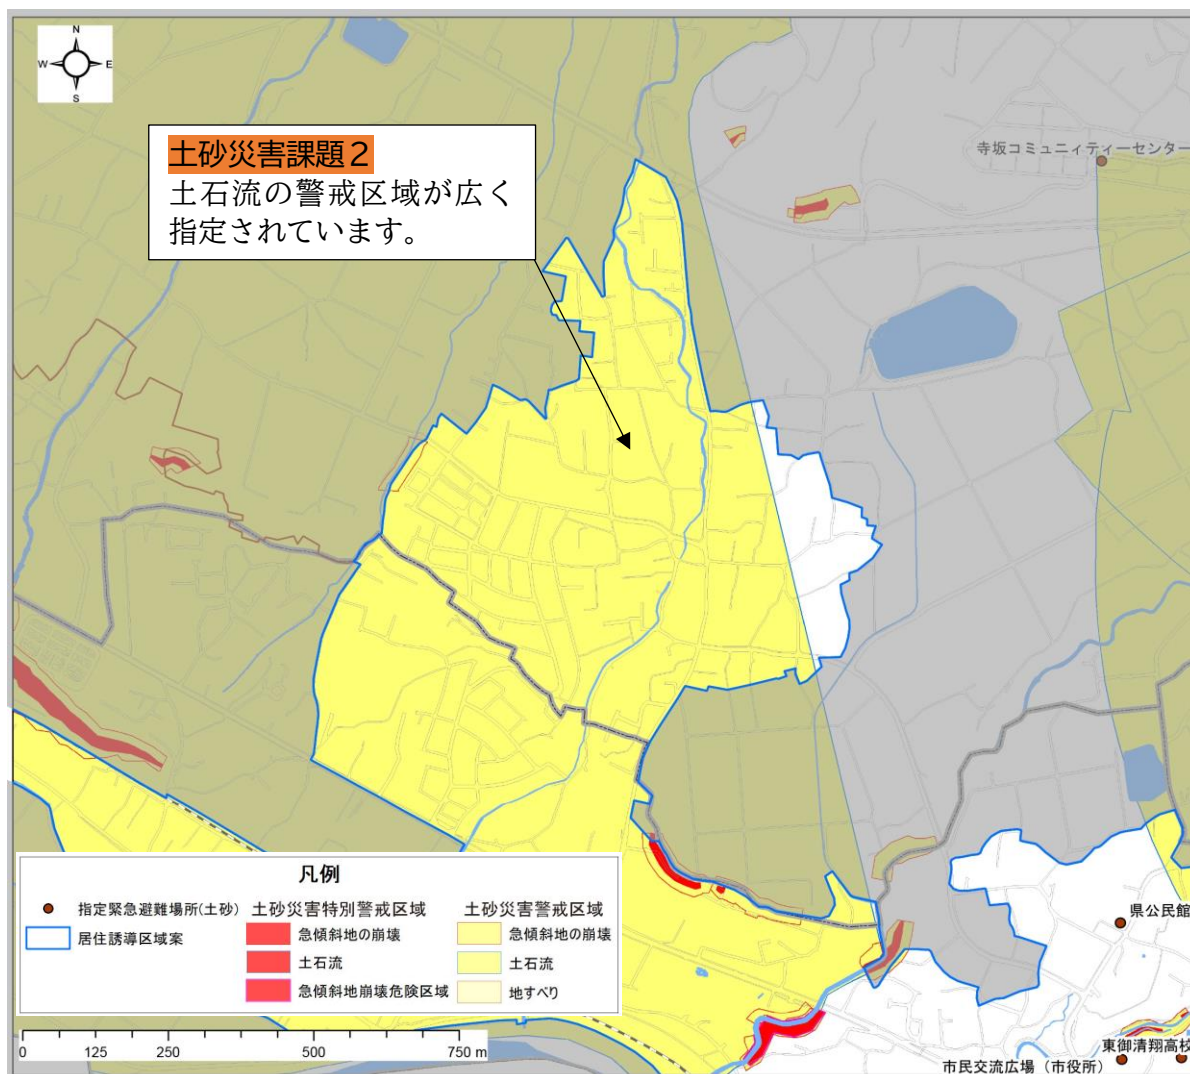 N
W E
S
土砂災害課題２
土石流の警戒区域が広く
指定されています。
寺坂コミュニティーセンター
凡例
指定緊急避難場所(土砂)
居住誘導区域案
土砂災害特別警戒区域
急傾斜地の崩壊
土石流
急傾斜地崩壊危険区域
土砂災害警戒区域
急傾斜地の崩壊
土石流
地すべり
県公民館
東御清翔高校
市民交流広場（市役所）
0 125 250 500 750 m